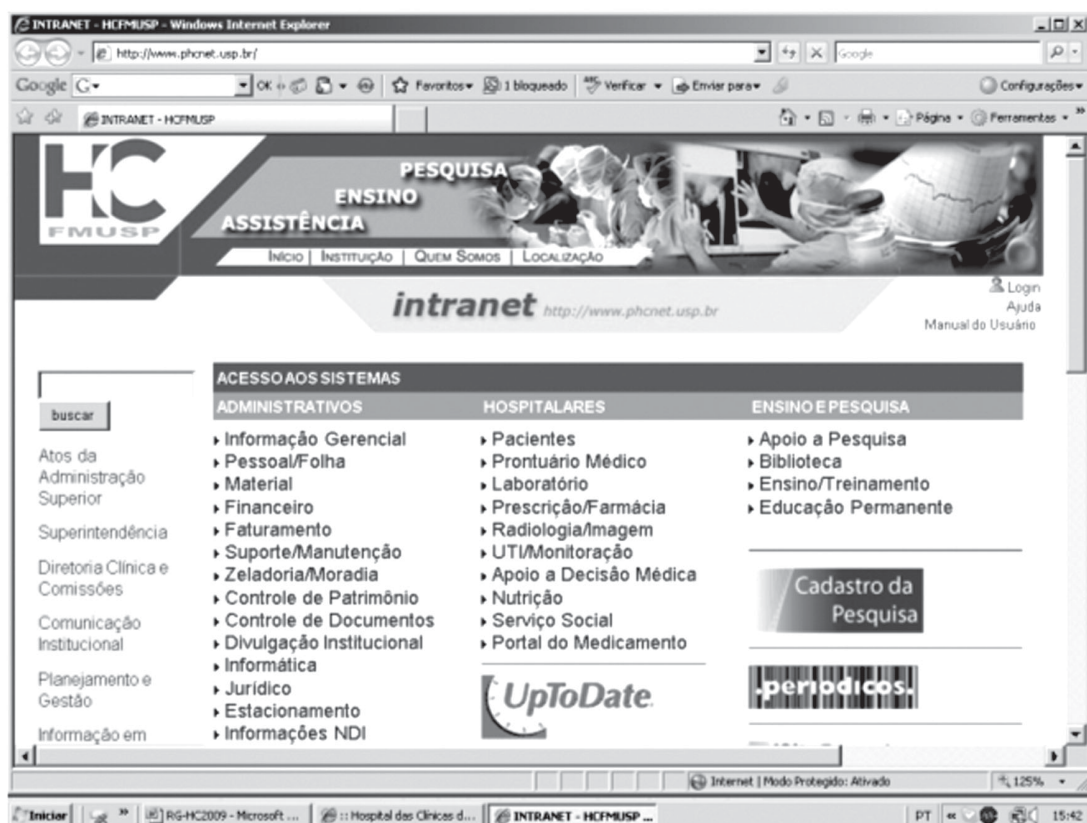 INTRANET - HCFMUSP - Windows Internet Explorer
http://www.phcnet.usp.br/
Google
Google G OK Favoritos 1 bloqueado Verificar Enviar para Configurações
INTRANET - HCFMUSP
Página Ferramentas
HC
FMUSP
PESQUISA
ENSINO
ASSISTÊNCIA
INÍCIO | INSTITUIÇÃO | QUEM SOMOS | LOCALIZAÇÃO
intranet http://www.phcnet.usp.br
Login
Ajuda
Manual do Usuário
buscar
Atos da
Administração
Superior
Superintendência
Diretoria Clínica e
Comissões
Comunicação
Institucional
Planejamento e
Gestão
Informação em
ACESSO AOS SISTEMAS
ADMINISTRATIVOS
Informação Gerencial
Pessoal/Folha
Material
Financeiro
Faturamento
Suporte/Manutenção
Zeladoria/Moradia
Controle de Patrimônio
Controle de Documentos
Divulgação Institucional
Informática
Jurídico
Estacionamento
Informações NDI
HOSPITALARES
Pacientes
Prontuário Médico
Laboratório
Prescrição/Farmácia
Radiologia/Imagem
UTI/Monitoração
Apoio a Decisão Médica
Nutrição
Serviço Social
Portal do Medicamento
UpToDate
ENSINO E PESQUISA
Apoio a Pesquisa
Biblioteca
Ensino/Treinamento
Educação Permanente
Cadastro da
Pesquisa
.periodicos.
Internet | Modo Protegido: Ativado 125%
Iniciar RG-HC2009 - Microsoft ... :: Hospital das Clínicas d... INTRANET - HCFMUSP ... PT 15:42